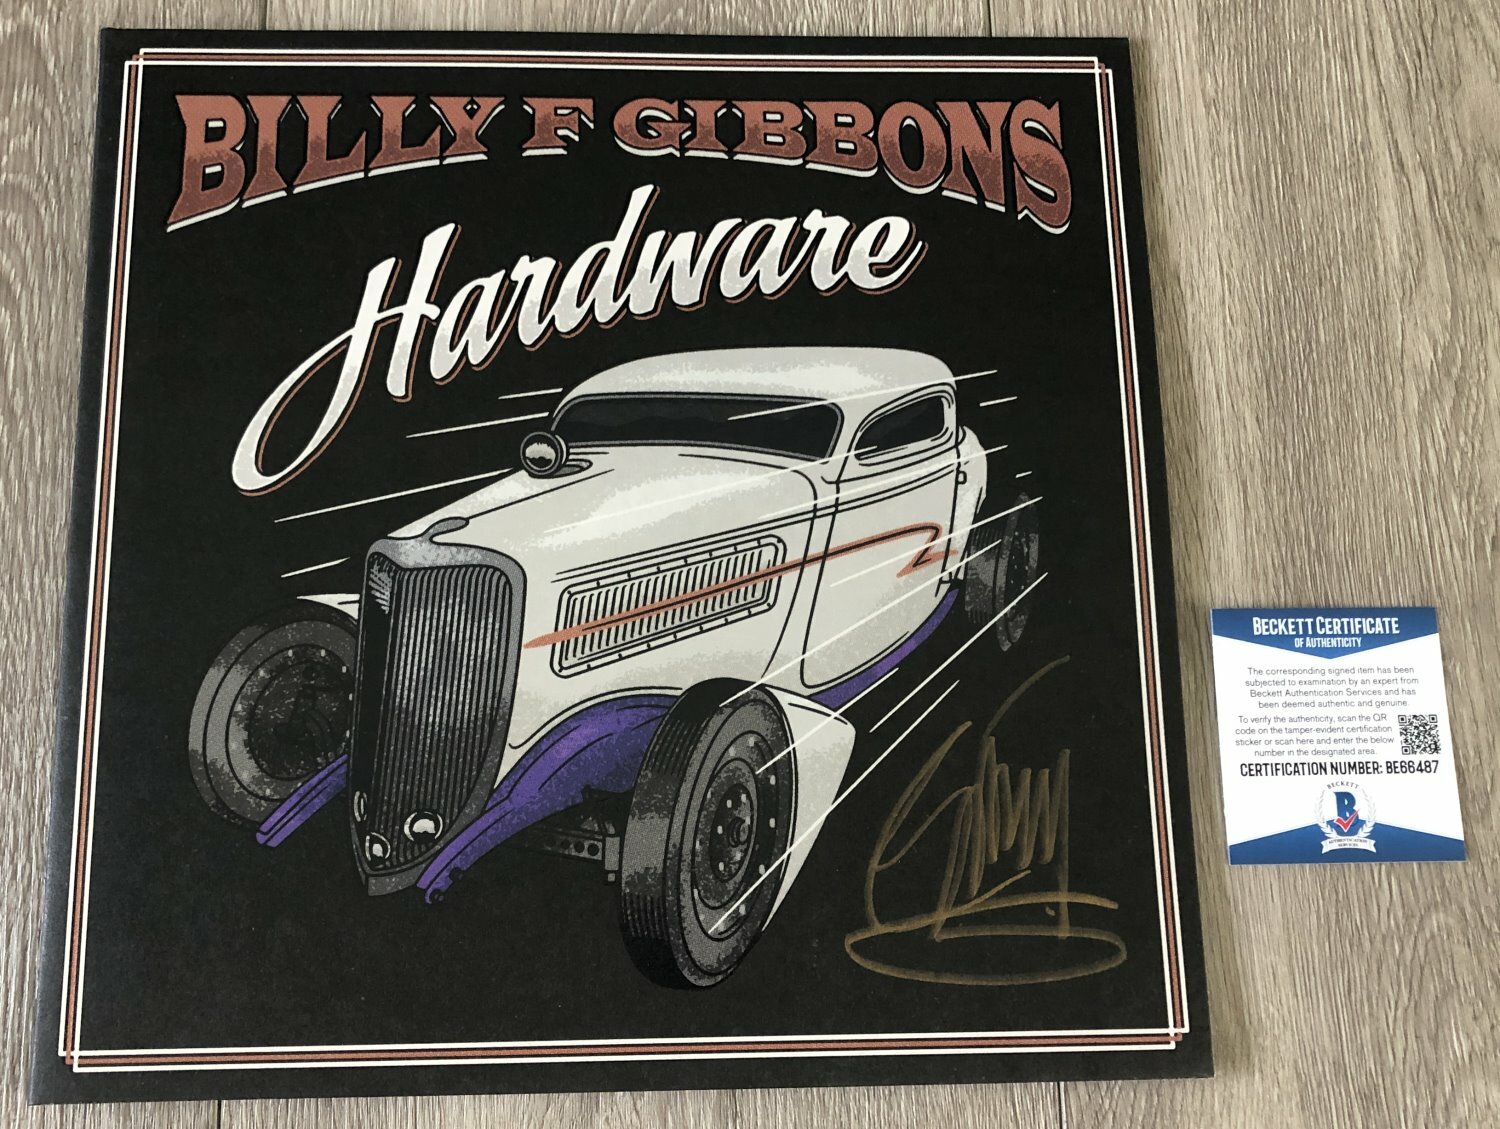 BILLY F GIBBONS
Hardware
BECKETT CERTIFICATE
OF AUTHENTICITY
The corresponding signed item has been
subjected to examination by an expert from
Beckett Authentication Services and has
been deemed authentic and genuine.
To verify the authenticity, scan the QR
code on the tamper-evident certification
sticker or scan here and enter the below
number in the designated area.
CERTIFICATION NUMBER: BE66487
BECKETT
B
AUTHENTICATION
SERVICES